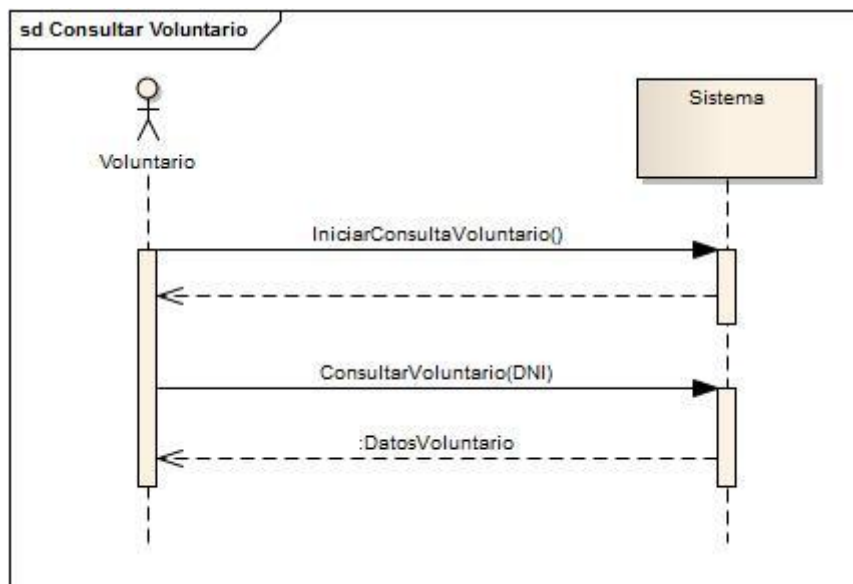 sd Consultar Voluntario
Voluntario
Sistema
IniciarConsultaVoluntario()
ConsultarVoluntario(DNI)
:DatosVoluntario